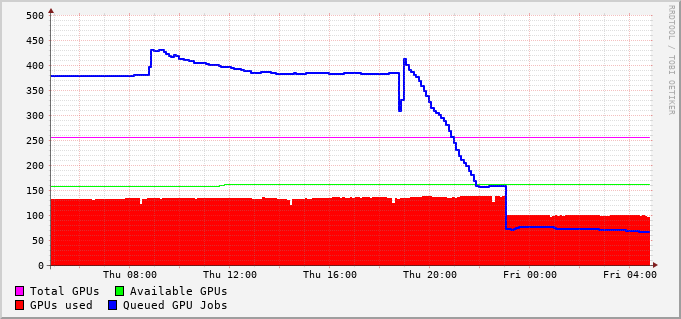 500
450
400
350
300
250
200
150
100
50
0
Thu 08:00 Thu 12:00 Thu 16:00 Thu 20:00 Fri 00:00 Fri 04:00
Total GPUs Available GPUs
GPUs used Queued GPU Jobs
RRDTOOL / TOBI OETIKER